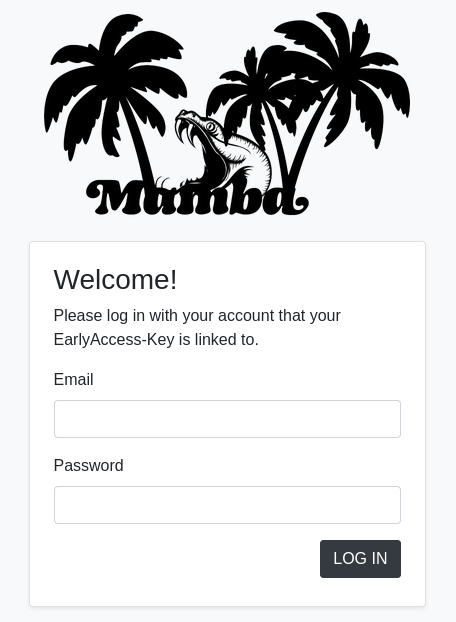 Mamba
Welcome!
Please log in with your account that your
EarlyAccess-Key is linked to.
Email
Password
LOG IN